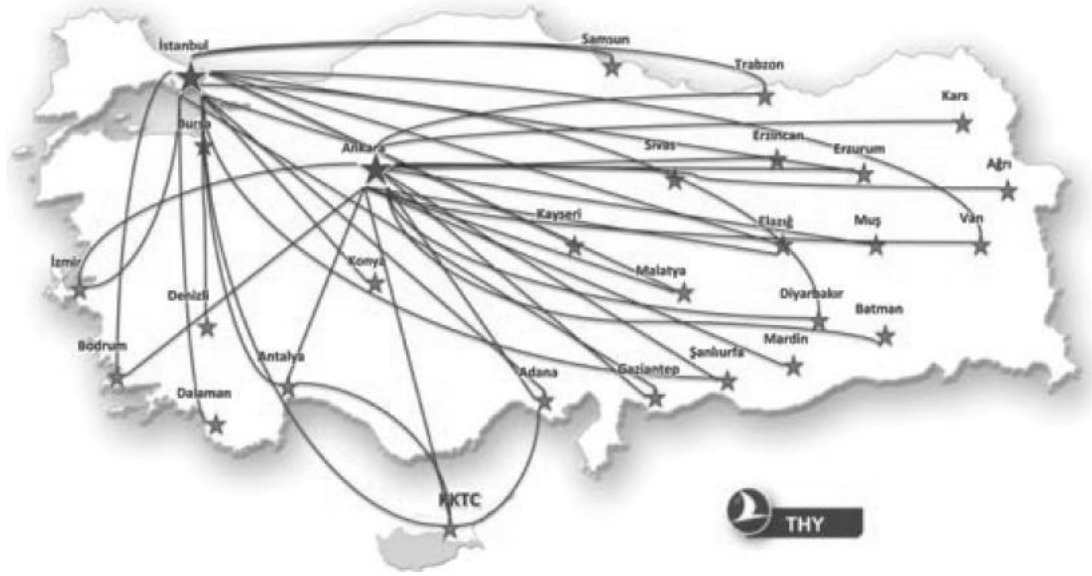 İstanbul
Samsun
Trabzon
Kars
Bursa
Ankara
Sivas
Erzincan
Erzurum
Ağrı
Kayseri
Elazığ
Muş
Van
İzmir
Konya
Malatya
Denizli
Diyarbakır
Batman
Bodrum
Antalya
Adana
Gaziantep
Şanlıurfa
Mardin
Dalaman
KKTC
THY